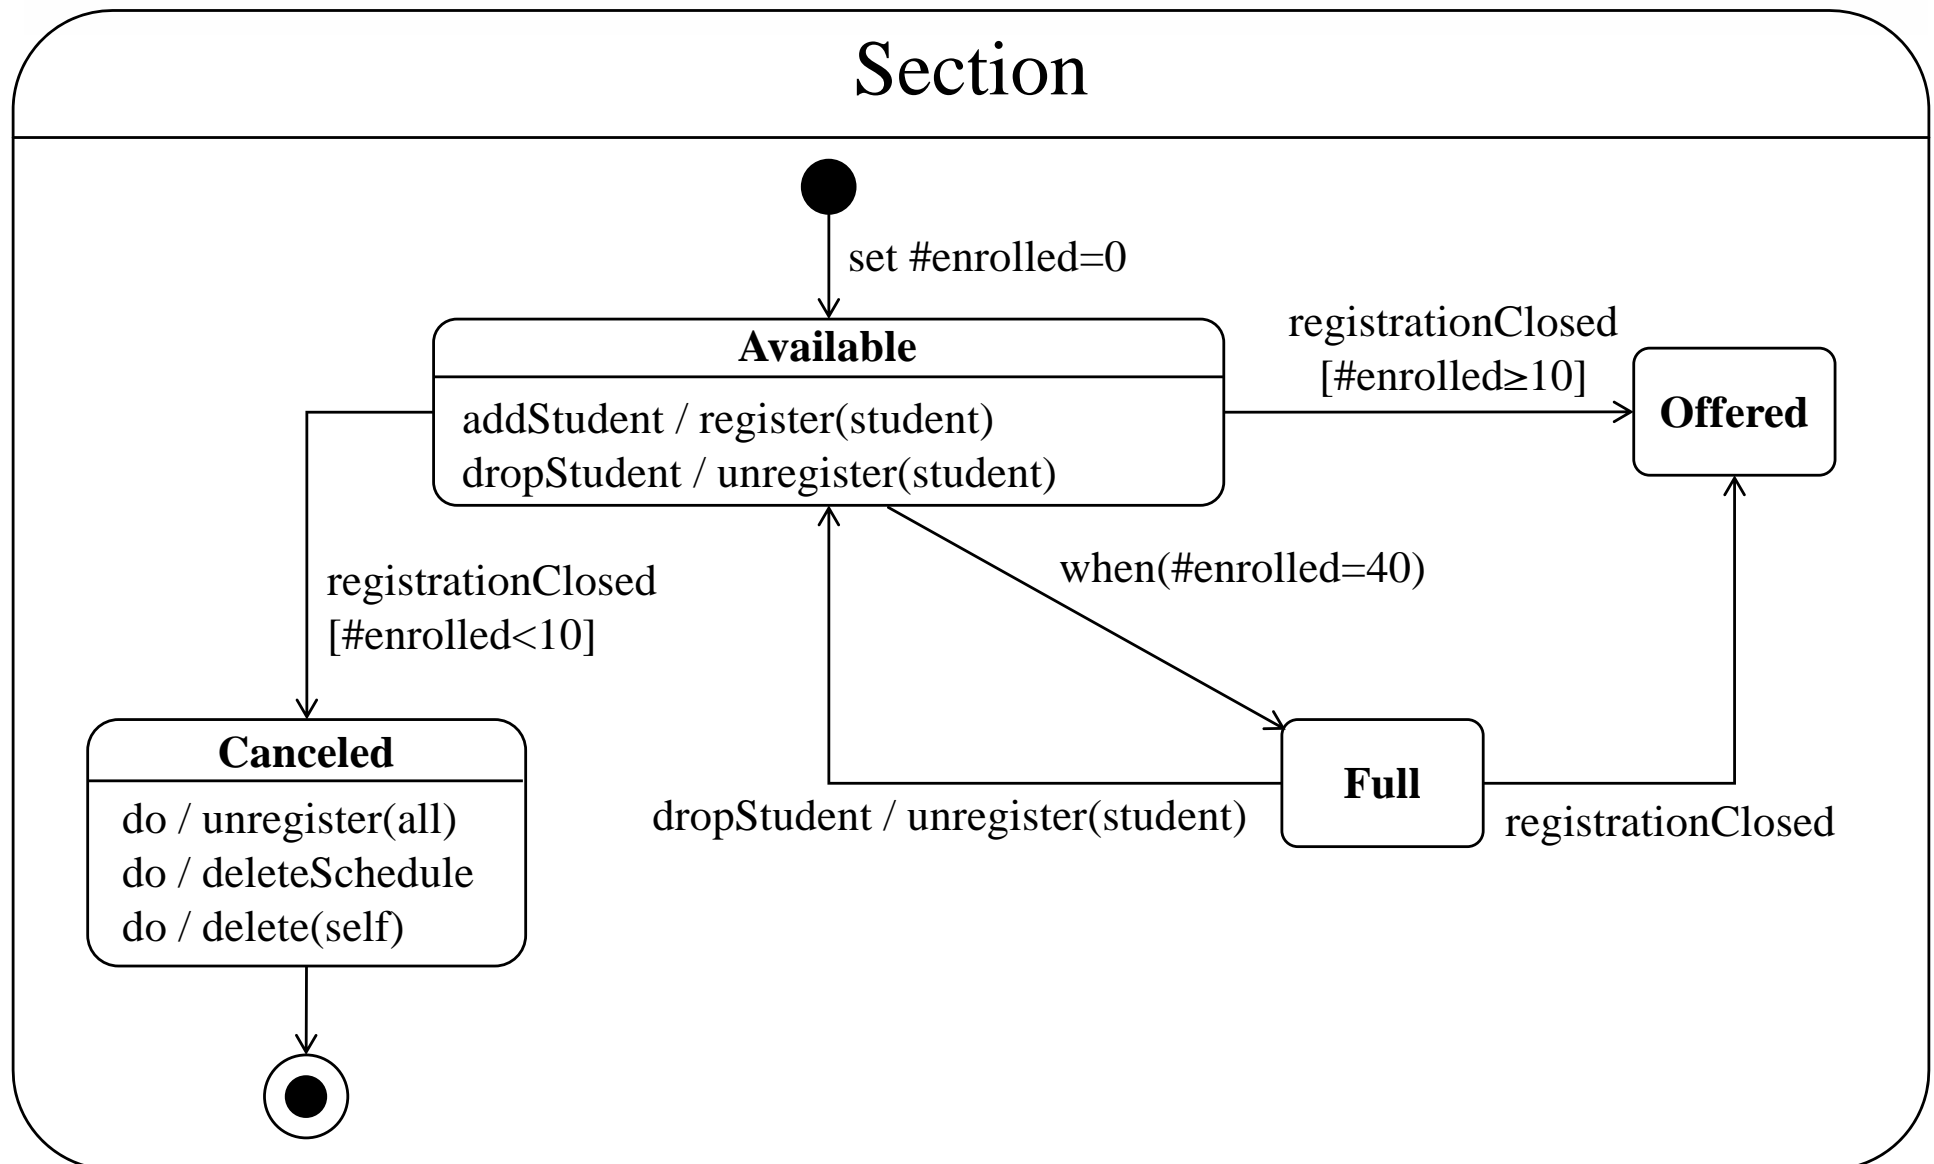 Section
set #enrolled=0
Available
addStudent / register(student)
dropStudent / unregister(student)
registrationClosed
[#enrolled≥10]
Offered
registrationClosed
[#enrolled<10]
when(#enrolled=40)
Canceled
do / unregister(all)
do / deleteSchedule
do / delete(self)
dropStudent / unregister(student)
Full
registrationClosed